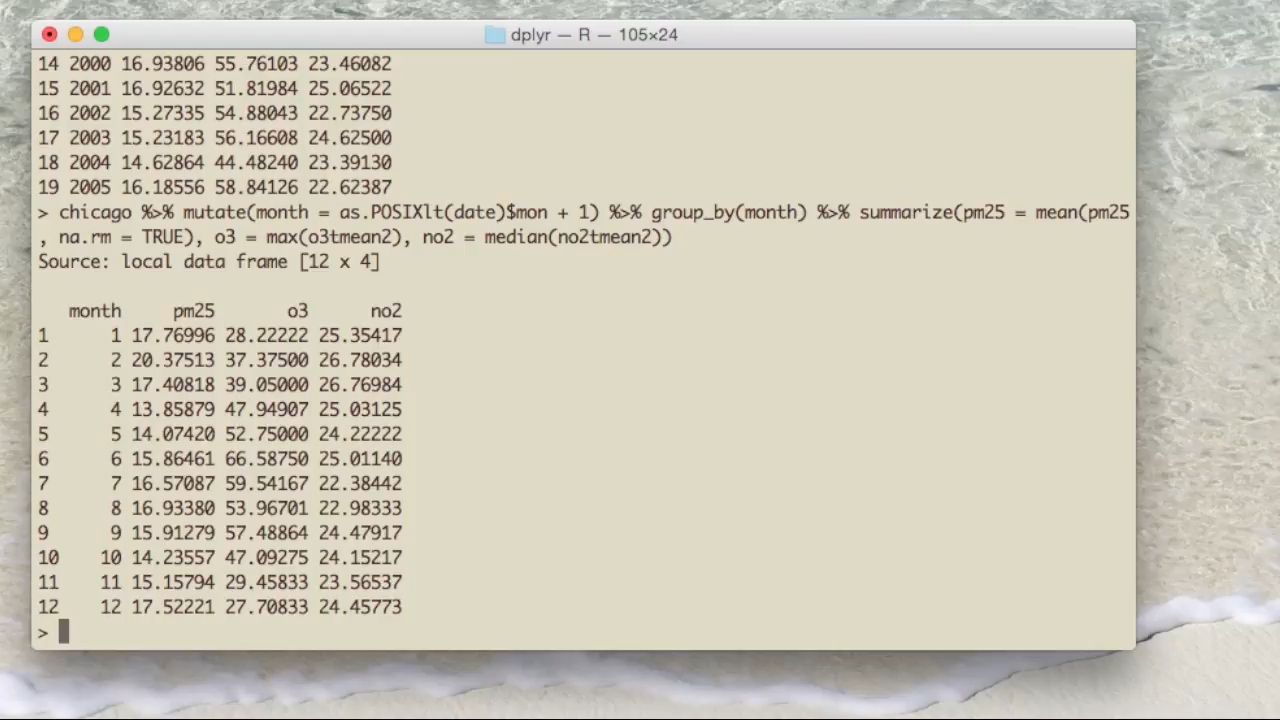 dplyr — R — 105×24
14 2000 16.93806 55.76103 23.46082
15 2001 16.92632 51.81984 25.06522
16 2002 15.27335 54.88043 22.73750
17 2003 15.23183 56.16608 24.62500
18 2004 14.62864 44.48240 23.39130
19 2005 16.18556 58.84126 22.62387
> chicago %>% mutate(month = as.POSIXlt(date)$mon + 1) %>% group_by(month) %>% summarize(pm25 = mean(pm25
, na.rm = TRUE), o3 = max(o3tmean2), no2 = median(no2tmean2))
Source: local data frame [12 x 4]
month pm25 o3 no2
1 1 17.76996 28.22222 25.35417
2 2 20.37513 37.37500 26.78034
3 3 17.40818 39.05000 26.76984
4 4 13.85879 47.94907 25.03125
5 5 14.07420 52.75000 24.22222
6 6 15.86461 66.58750 25.01140
7 7 16.57087 59.54167 22.38442
8 8 16.93380 53.96701 22.98333
9 9 15.91279 57.48864 24.47917
10 10 14.23557 47.09275 24.15217
11 11 15.15794 29.45833 23.56537
12 12 17.52221 27.70833 24.45773
>